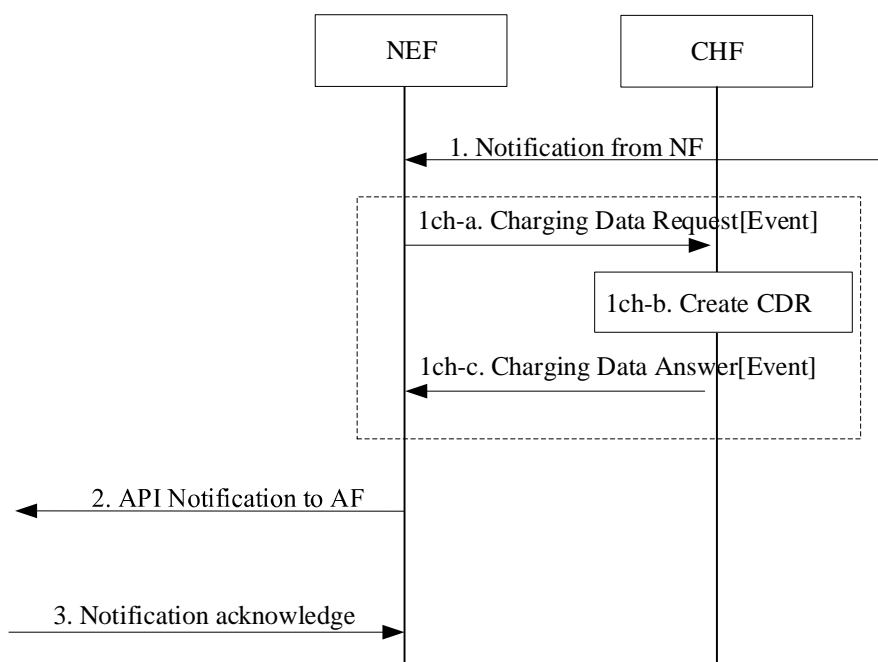 NEF
CHF
1. Notification from NF
1ch-a. Charging Data Request[Event]
1ch-b. Create CDR
1ch-c. Charging Data Answer[Event]
2. API Notification to AF
3. Notification acknowledge